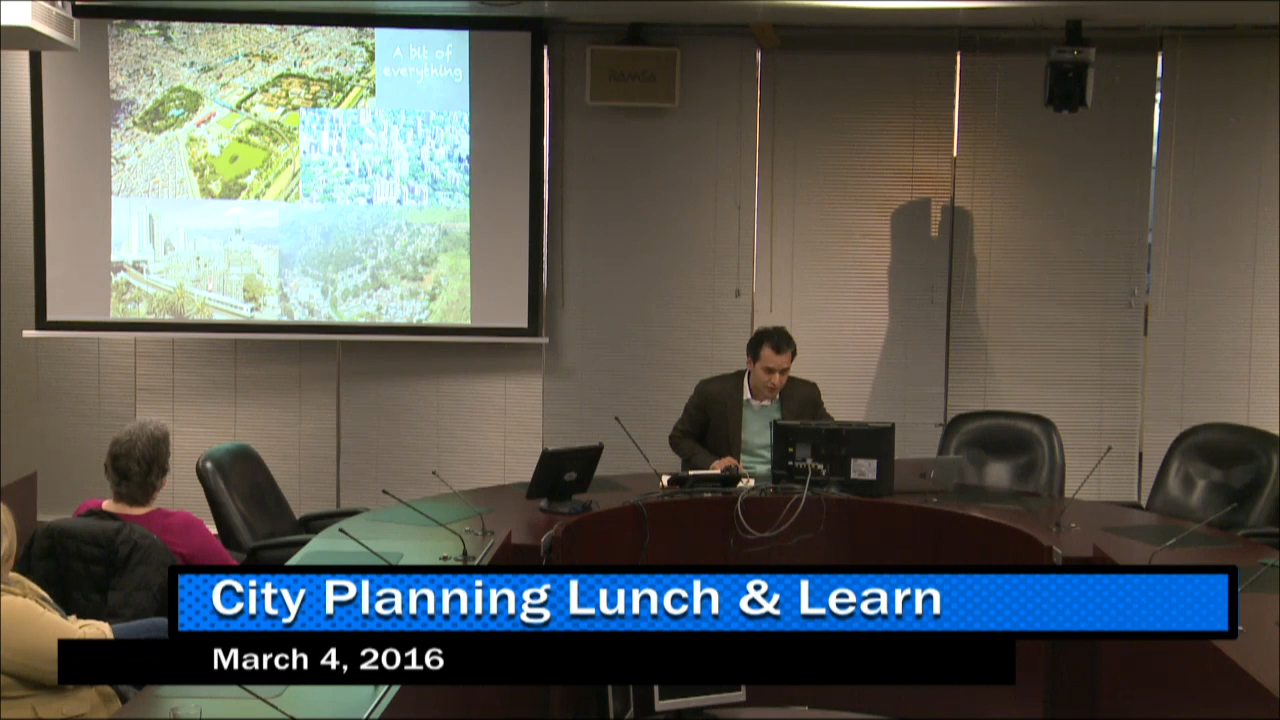 A bit of
everything
City Planning Lunch & Learn
March 4, 2016